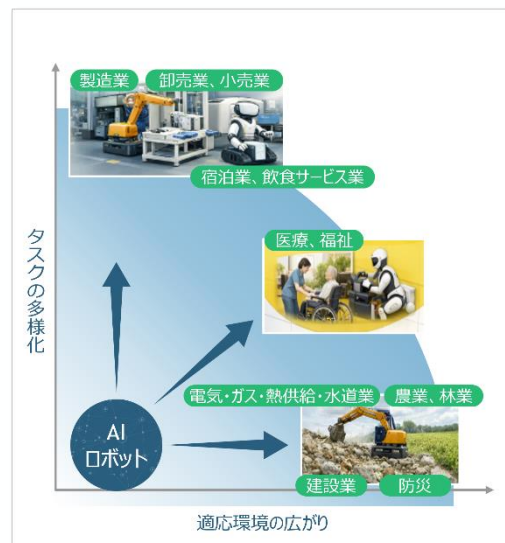 製造業
卸売業、小売業
宿泊業、飲食サービス業
タスクの多様化
医療、福祉
電気・ガス・熱供給・水道業
農業、林業
AI
ロボット
建設業
防災
適応環境の広がり